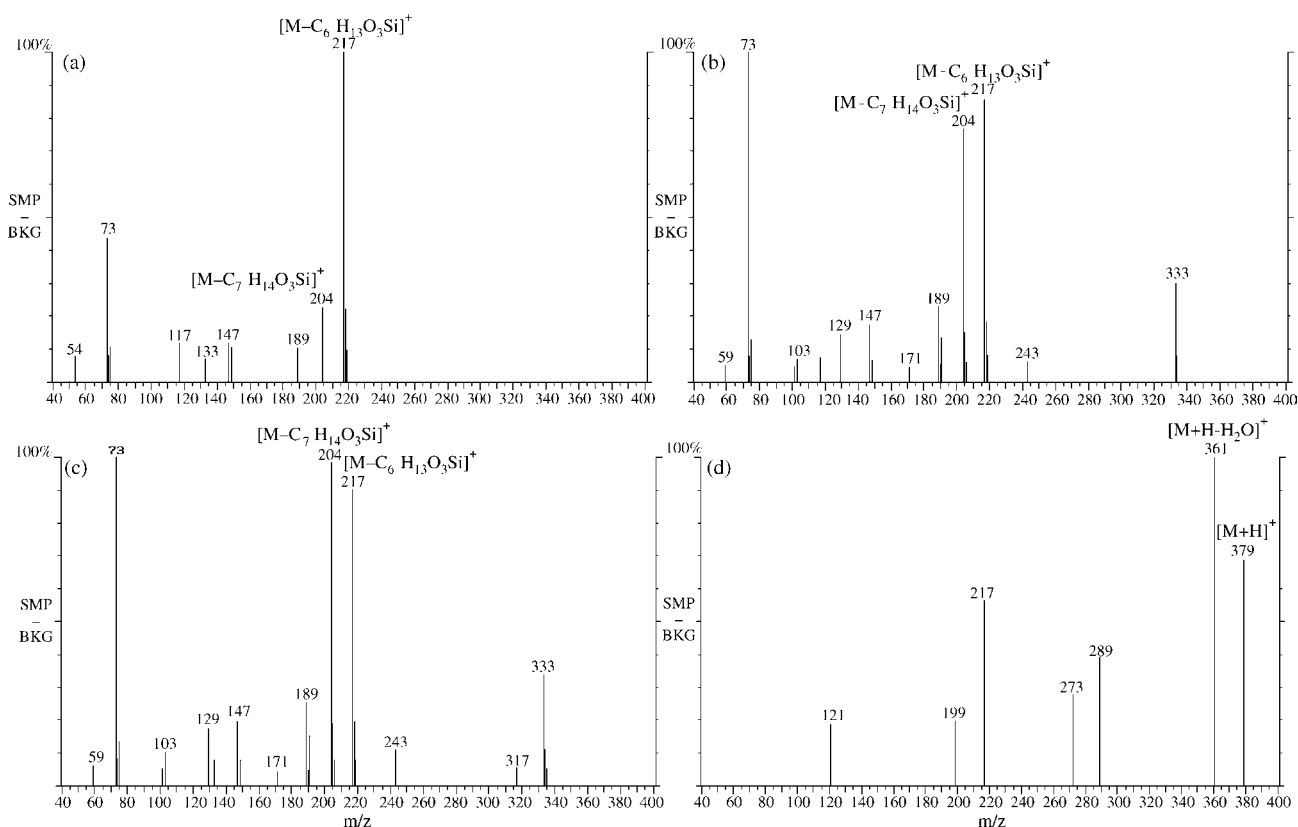 [M–C6 H13O3Si]+
100%
(a)
217
73
[M–C7 H14O3Si]+
204
SMP
–
BKG
54
117
133
147
189
40 60 80 100 120 140 160 180 200 220 240 260 280 300 320 340 360 380 400
100%
73
(b)
[M-C6 H13O3Si]+
217
[M-C7 H14O3Si]+
204
SMP
–
BKG
333
189
147
129
59
103
171
243
40 60 80 100 120 140 160 180 200 220 240 260 280 300 320 340 360 380 400
[M–C7 H14O3Si]+
100%
(c)
73
204
[M–C6 H13O3Si]+
217
SMP
–
BKG
333
189
147
129
103
59
171
243
317
40 60 80 100 120 140 160 180 200 220 240 260 280 300 320 340 360 380 400
m/z
[M+H-H2O]+
361
100%
(d)
[M+H]+
379
SMP
–
BKG
217
289
273
199
121
40 60 80 100 120 140 160 180 200 220 240 260 280 300 320 340 360 380 400
m/z